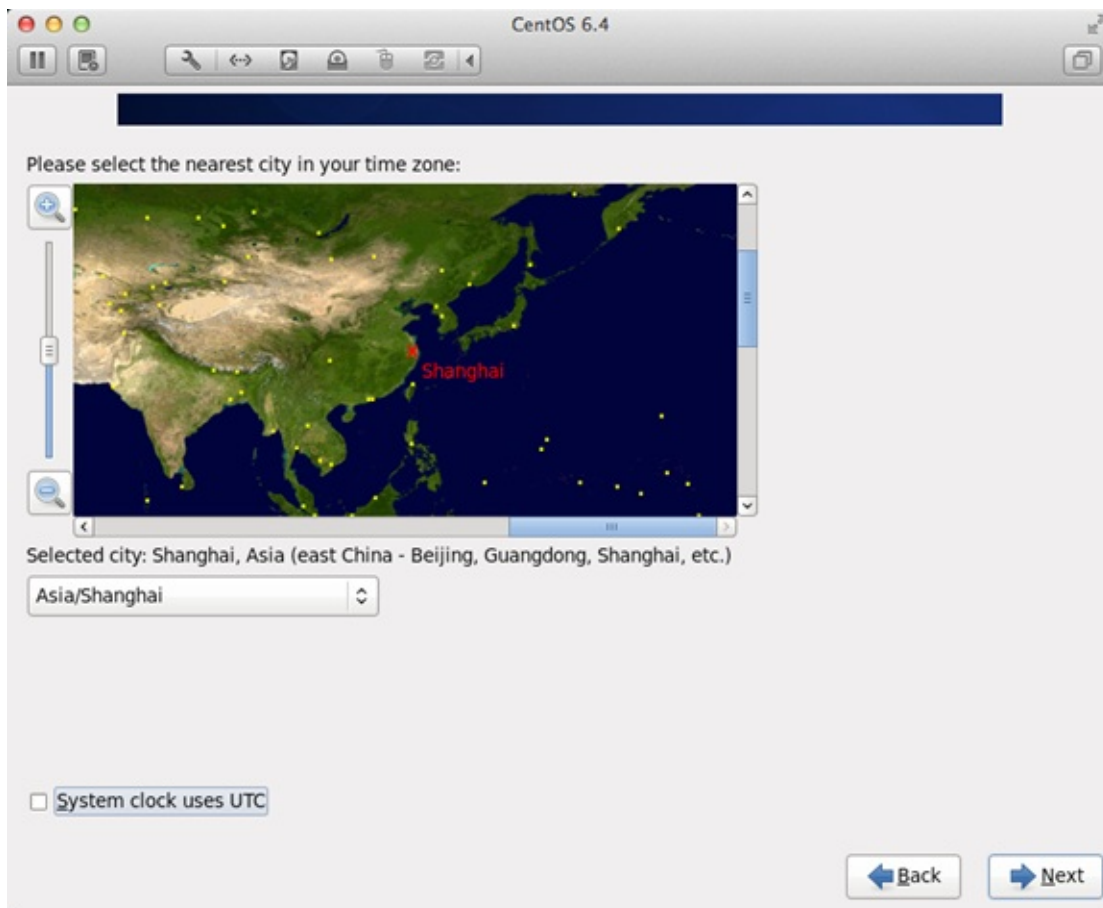 CentOS 6.4
Please select the nearest city in your time zone:
Shanghai
Selected city: Shanghai, Asia (east China - Beijing, Guangdong, Shanghai, etc.)
Asia/Shanghai
System clock uses UTC
Back
Next